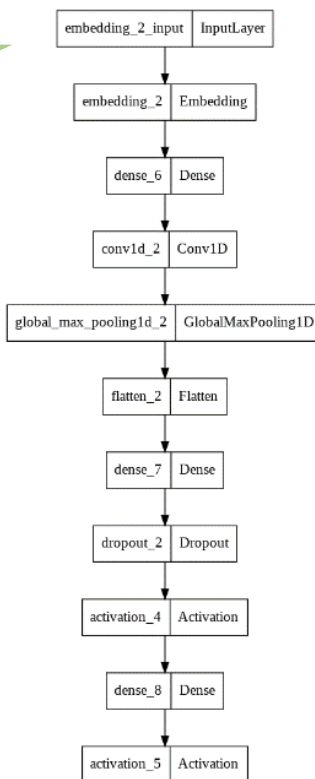 embedding_2_input InputLayer
embedding_2 Embedding
dense_6 Dense
conv1d_2 Conv1D
global_max_pooling1d_2 GlobalMaxPooling1D
flatten_2 Flatten
dense_7 Dense
dropout_2 Dropout
activation_4 Activation
dense_8 Dense
activation_5 Activation